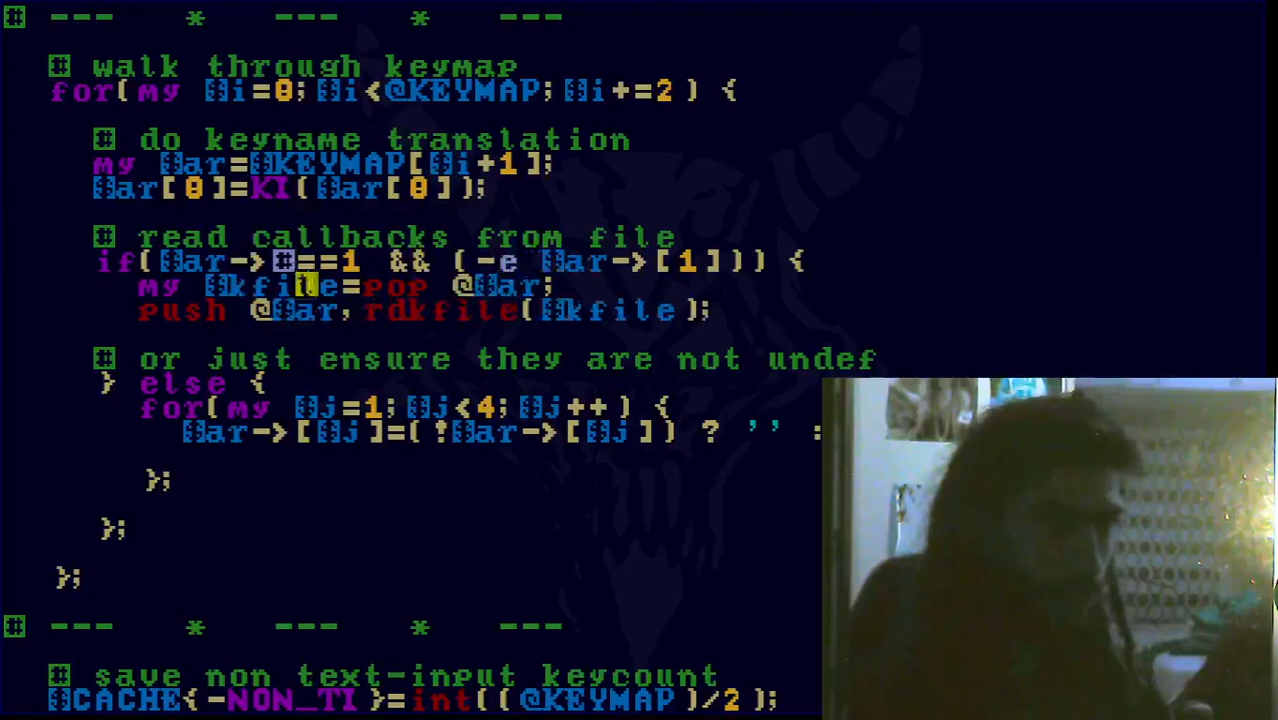 # --- * --- * ---
# walk through keymap
for(my $i=0;$i<@KEYMAP;$i+=2) {
# do keyname translation
my $ar=$KEYMAP[$i+1];
$ar[0]=KI($ar[0]);
# read callbacks from file
if($ar->#==1 && (-e $ar->[1])) {
my $kfile=pop @$ar;
push @$ar,rdkfile($kfile);
# or just ensure they are not undef
} else {
for(my $j=1;$j<4;$j++) {
$ar->[$j]=(!$ar->[$j]) ? '' :
};
};
};
# --- * --- * ---
# save non text-input keycount
$CACHE{-NON_TI}=int((@KEYMAP)/2);